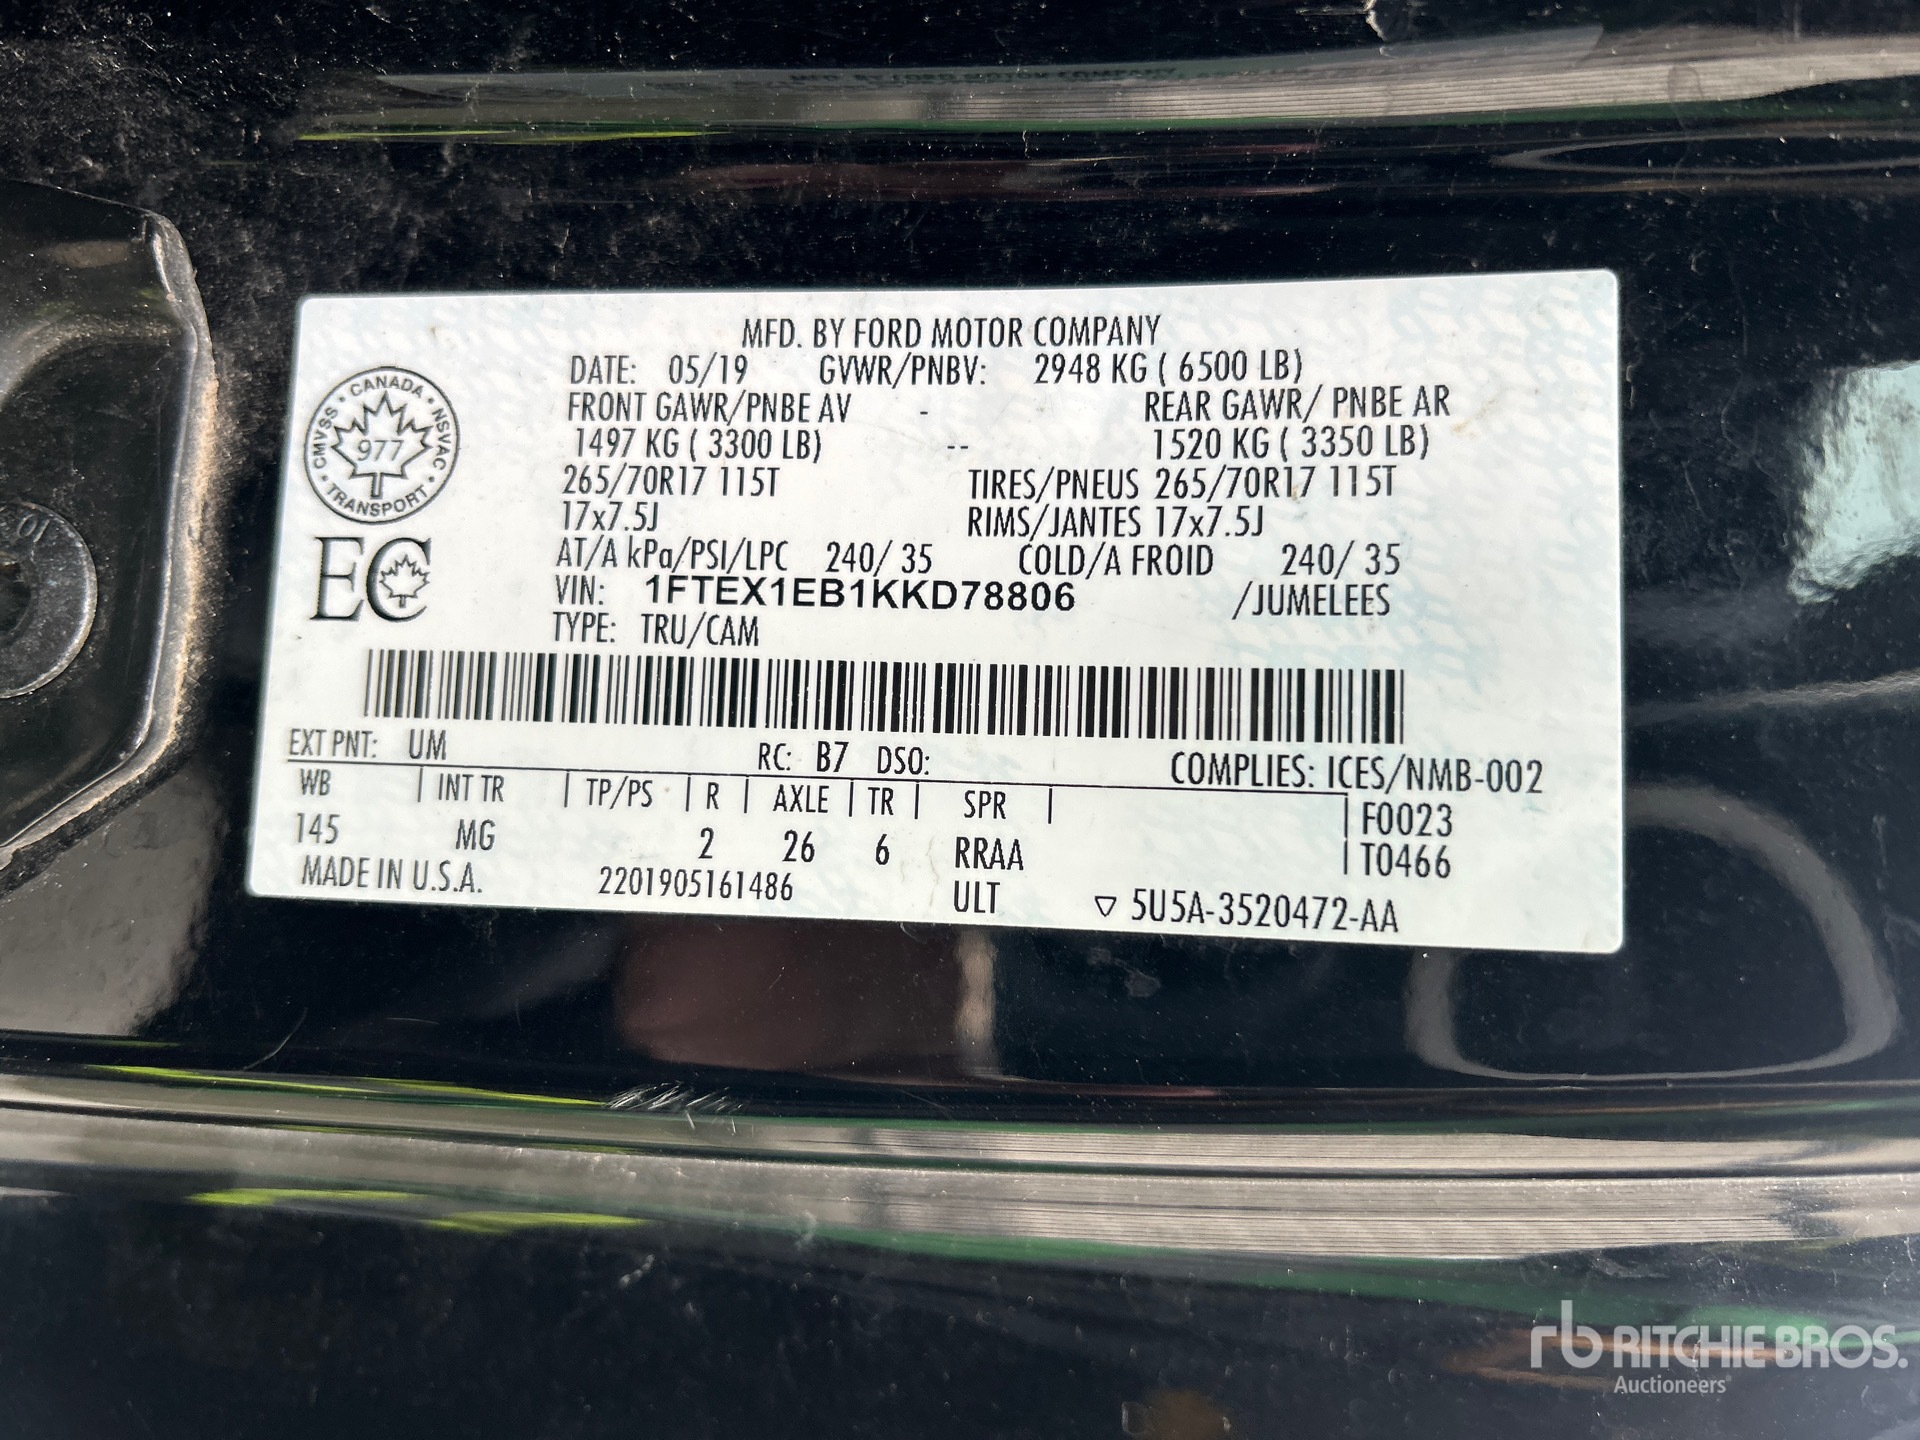 MFD. BY FORD MOTOR COMPANY
DATE: 05/19 GVWR/PNBV: 2948 KG ( 6500 LB)
FRONT GAWR/PNBE AV - REAR GAWR/ PNBE AR
1497 KG ( 3300 LB) -- 1520 KG ( 3350 LB)
265/70R17 115T TIRES/PNEUS 265/70R17 115T
17x7.5J RIMS/JANTES 17x7.5J
AT/A kPa/PSI/LPC 240/ 35 COLD/A FROID 240/ 35
VIN: 1FTEX1EB1KKD78806 /JUMELEES
TYPE: TRU/CAM
CANADA · NSVAC · TRANSPORT · CMVSS ·
977
EC
EXT PNT: UM RC: B7 DSO: COMPLIES: ICES/NMB-002
WB | INT TR | TP/PS | R | AXLE | TR | SPR | | F0023
145 MG 2 26 6 RRAA | T0466
MADE IN U.S.A. 2201905161486 ULT ▽ 5U5A-3520472-AA
rb RITCHIE BROS.
Auctioneers